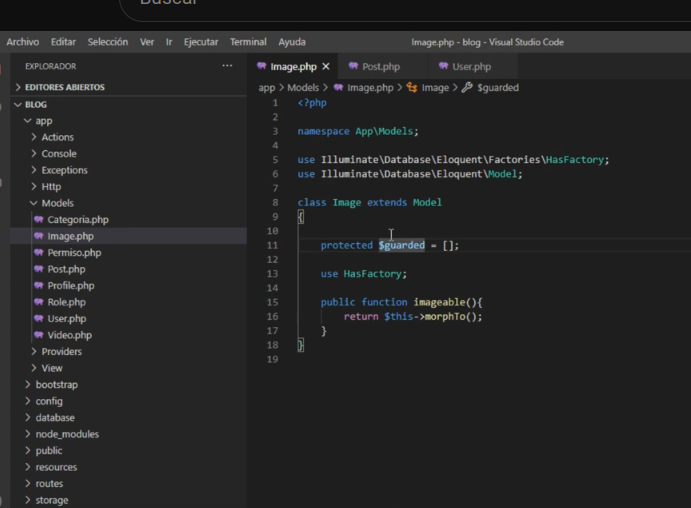 Buscar
Archivo Editar Selección Ver Ir Ejecutar Terminal Ayuda Image.php - blog - Visual Studio Code
EXPLORADOR ...
EDITORES ABIERTOS
BLOG
app
Actions
Console
Exceptions
Http
Models
Categoria.php
Image.php
Permiso.php
Post.php
Profile.php
Role.php
User.php
Video.php
Providers
View
bootstrap
config
database
node_modules
public
resources
routes
storage
Image.php × Post.php User.php
app > Models > Image.php > Image > $guarded
1 <?php
2
3 namespace App\Models;
4
5 use Illuminate\Database\Eloquent\Factories\HasFactory;
6 use Illuminate\Database\Eloquent\Model;
7
8 class Image extends Model
9 {
10
11 protected $guarded = [];
12
13 use HasFactory;
14
15 public function imageable(){
16 return $this->morphTo();
17 }
18 }
19